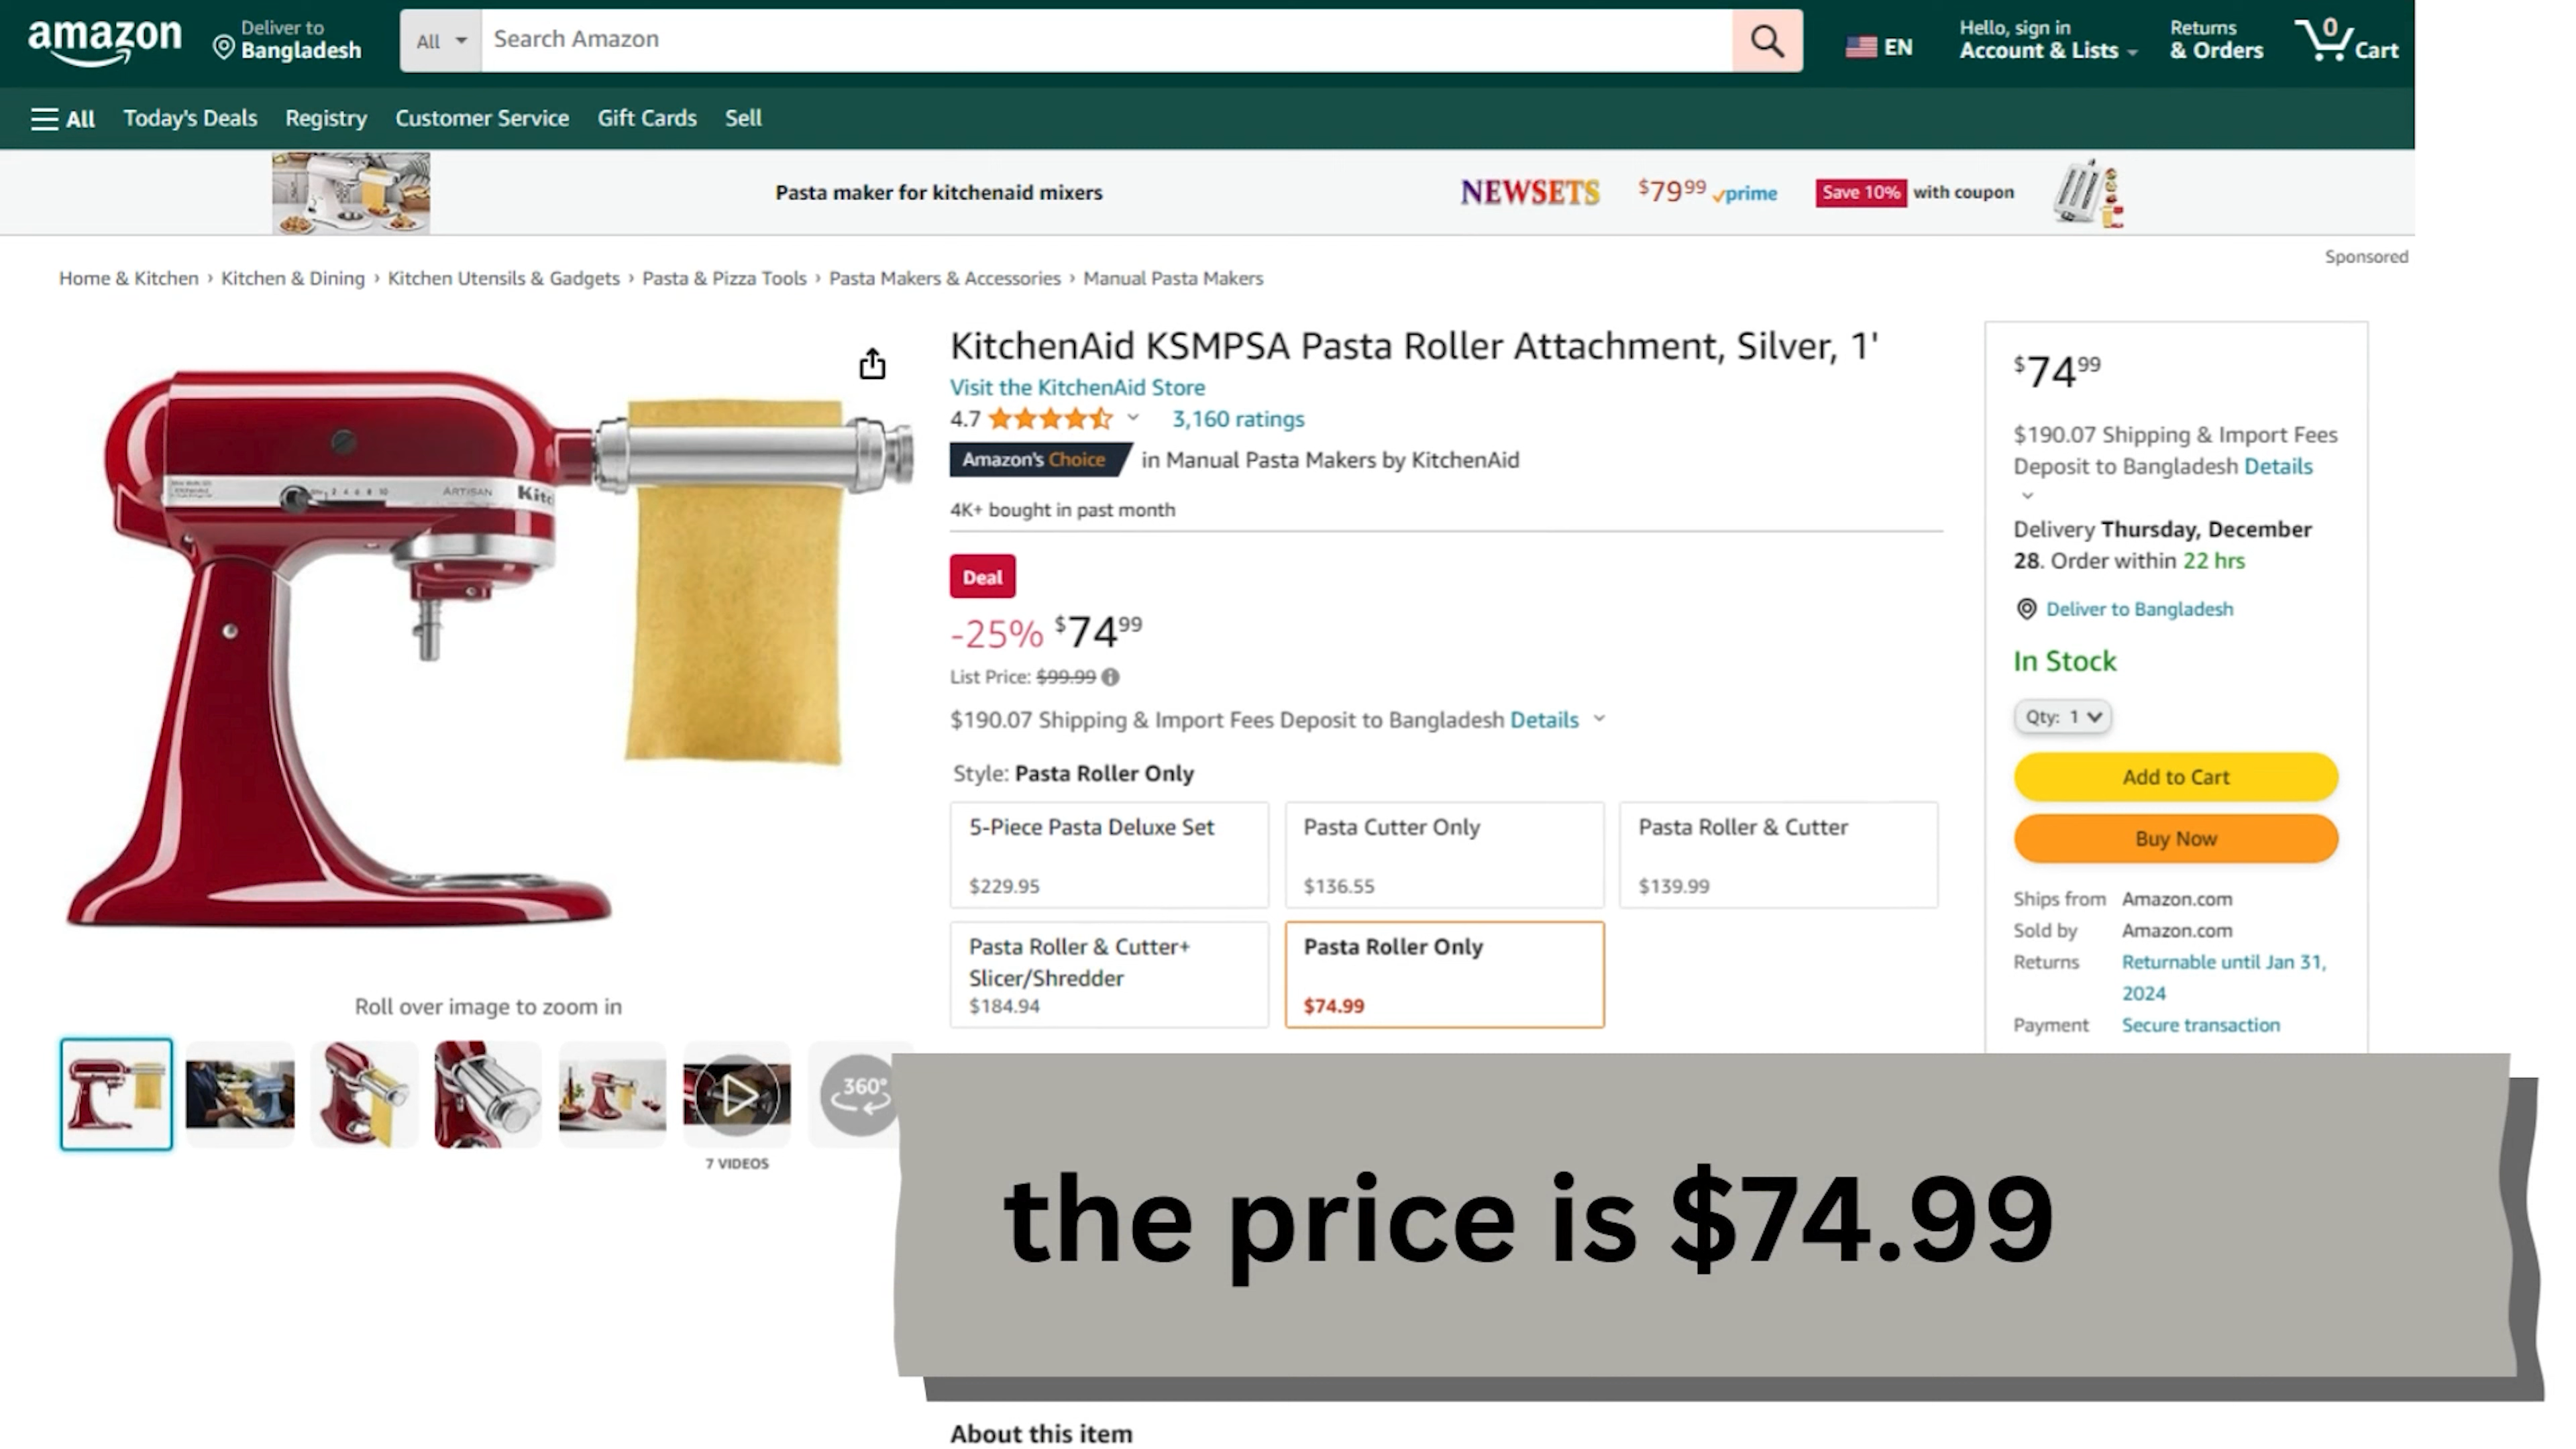 amazon
Deliver to
Bangladesh
All
Search Amazon
EN
Hello, sign in
Account & Lists
Returns
& Orders
0
Cart
All
Today's Deals
Registry
Customer Service
Gift Cards
Sell
Pasta maker for kitchenaid mixers
NEWSETS
$79.99 prime
Save 10% with coupon
Sponsored
Home & Kitchen › Kitchen & Dining › Kitchen Utensils & Gadgets › Pasta & Pizza Tools › Pasta Makers & Accessories › Manual Pasta Makers
2 4 6 8 10
ARTISAN
Kitc
Roll over image to zoom in
360°
7 VIDEOS
KitchenAid KSMPSA Pasta Roller Attachment, Silver, 1'
Visit the KitchenAid Store
4.7
3,160 ratings
Amazon's Choice in Manual Pasta Makers by KitchenAid
4K+ bought in past month
Deal
-25% $74 99
List Price: $99.99
$190.07 Shipping & Import Fees Deposit to Bangladesh Details
Style: Pasta Roller Only
5-Piece Pasta Deluxe Set
$229.95
Pasta Cutter Only
$136.55
Pasta Roller & Cutter
$139.99
Pasta Roller & Cutter+
Slicer/Shredder
$184.94
Pasta Roller Only
$74.99
$74 99
$190.07 Shipping & Import Fees
Deposit to Bangladesh Details
Delivery Thursday, December
28. Order within 22 hrs
Deliver to Bangladesh
In Stock
Qty: 1
Add to Cart
Buy Now
Ships from Amazon.com
Sold by Amazon.com
Returns Returnable until Jan 31,
2024
Payment Secure transaction
the price is $74.99
About this item